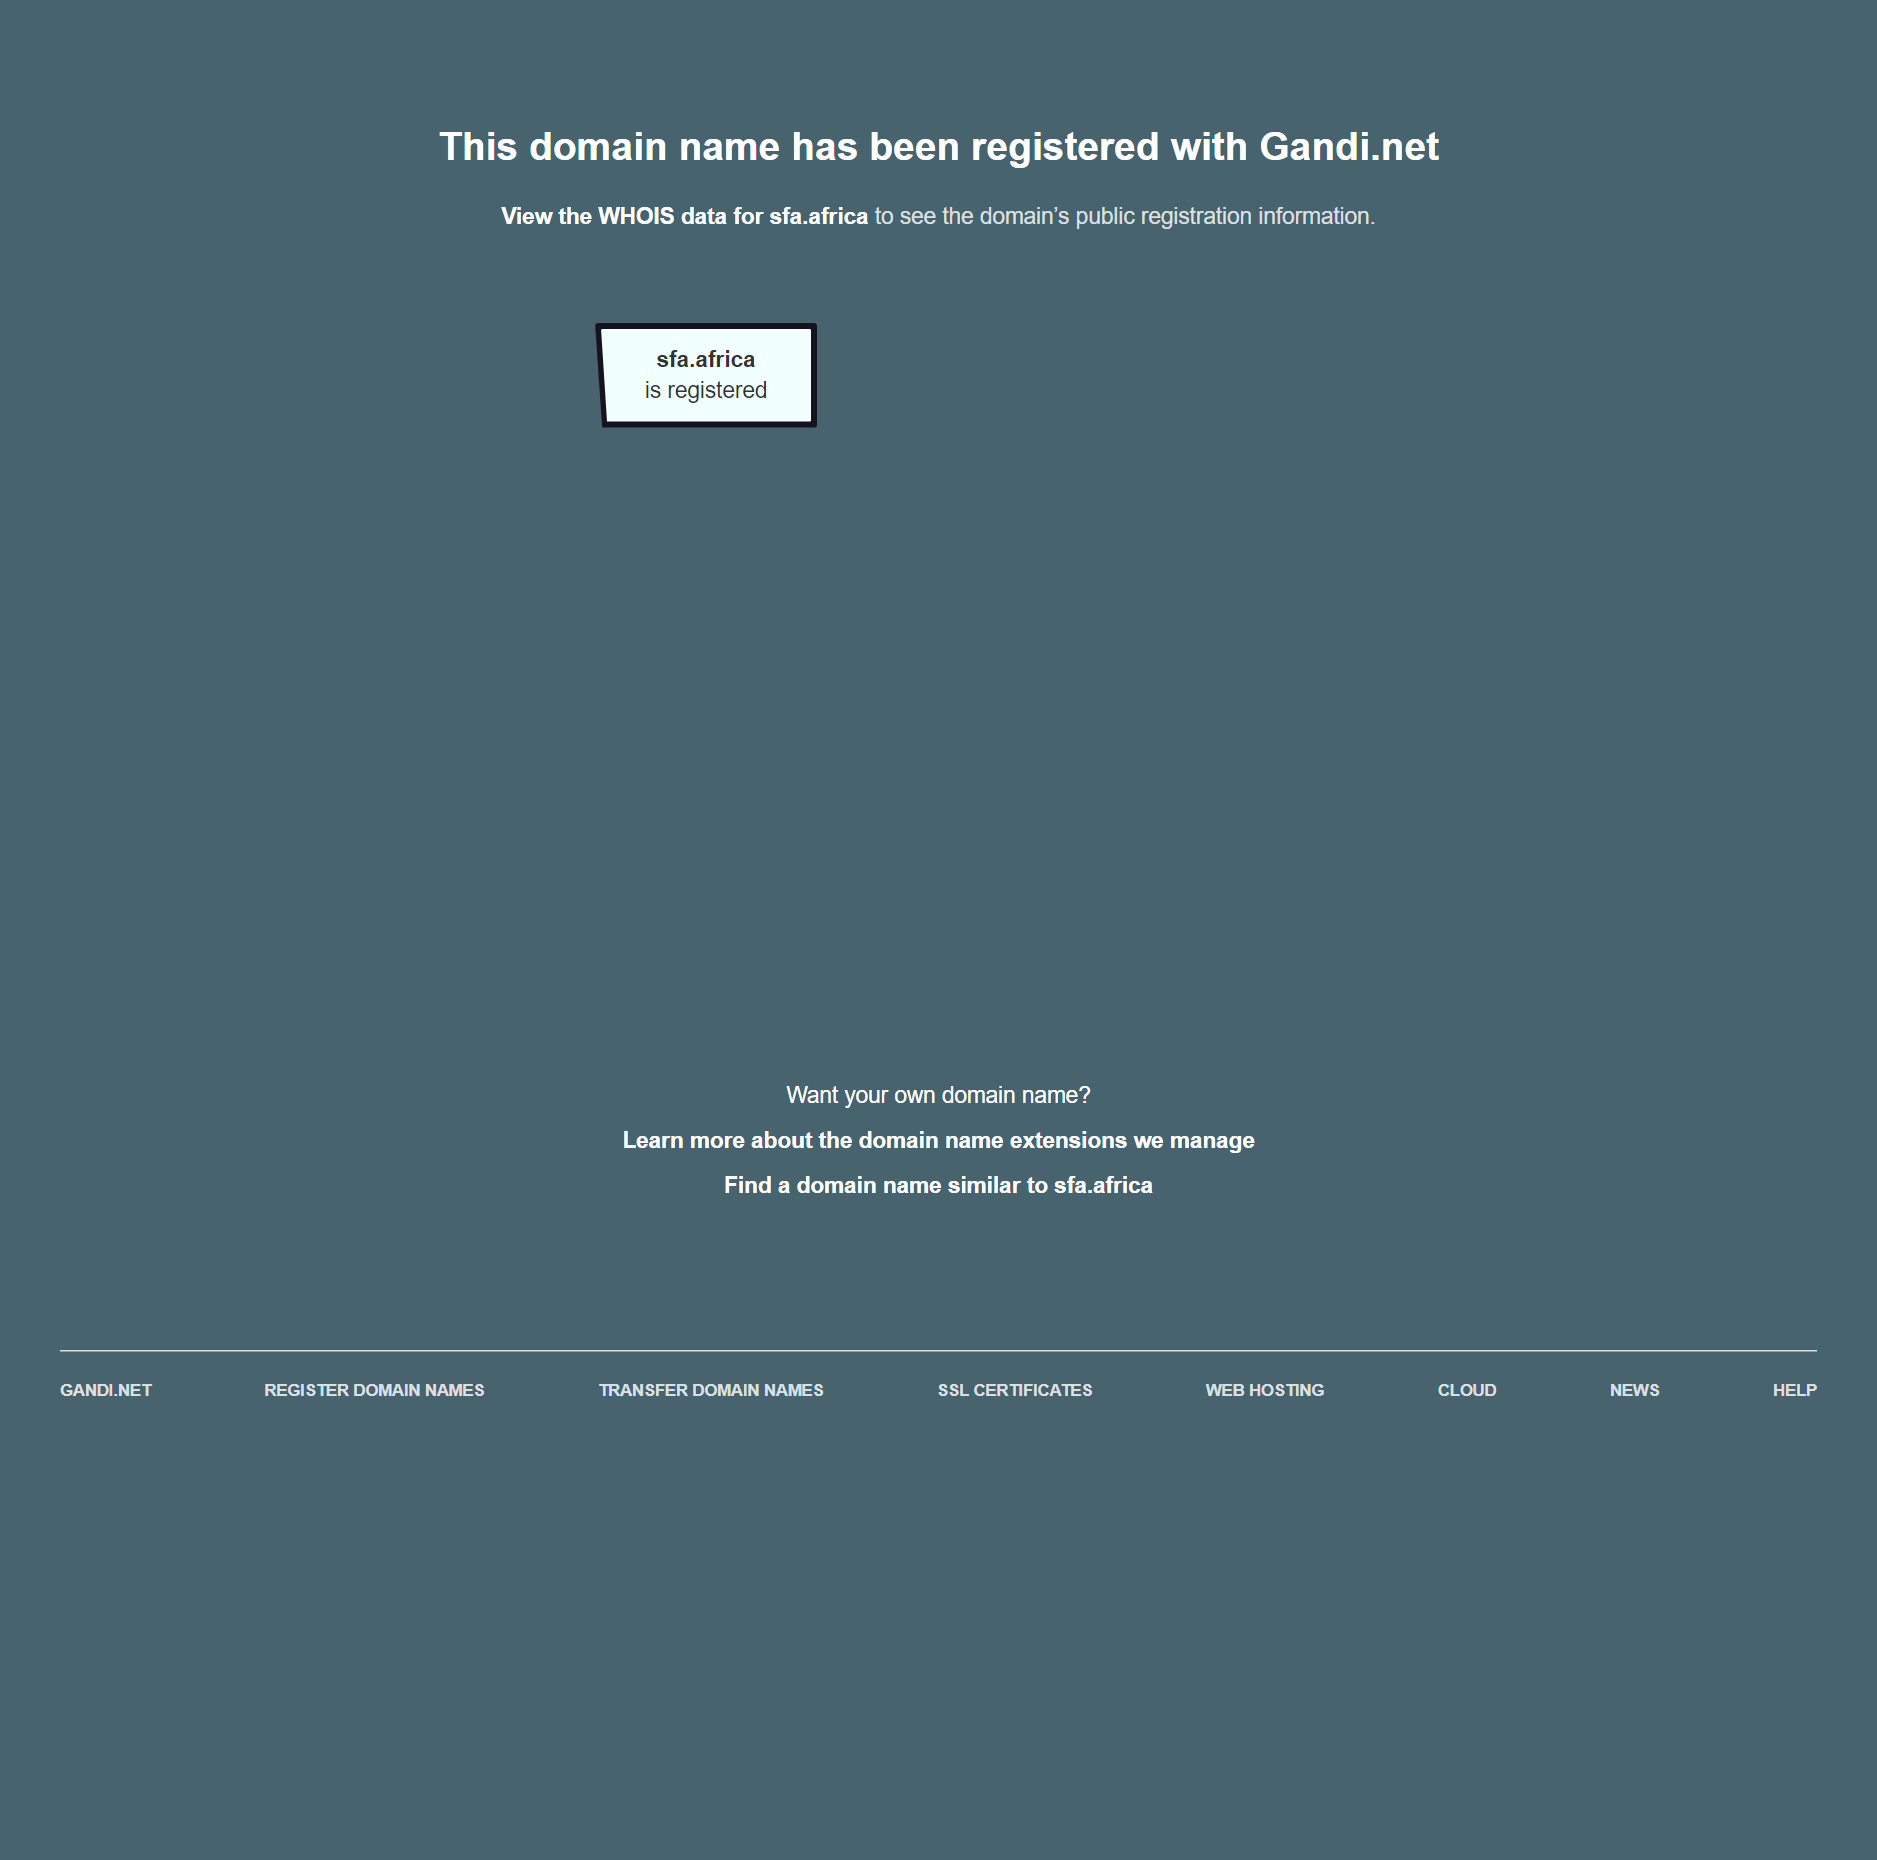 This domain name has been registered with Gandi.net
View the WHOIS data for sfa.africa to see the domain’s public registration information.
sfa.africa
is registered
Want your own domain name?
Learn more about the domain name extensions we manage
Find a domain name similar to sfa.africa
GANDI.NET REGISTER DOMAIN NAMES TRANSFER DOMAIN NAMES SSL CERTIFICATES WEB HOSTING CLOUD NEWS HELP